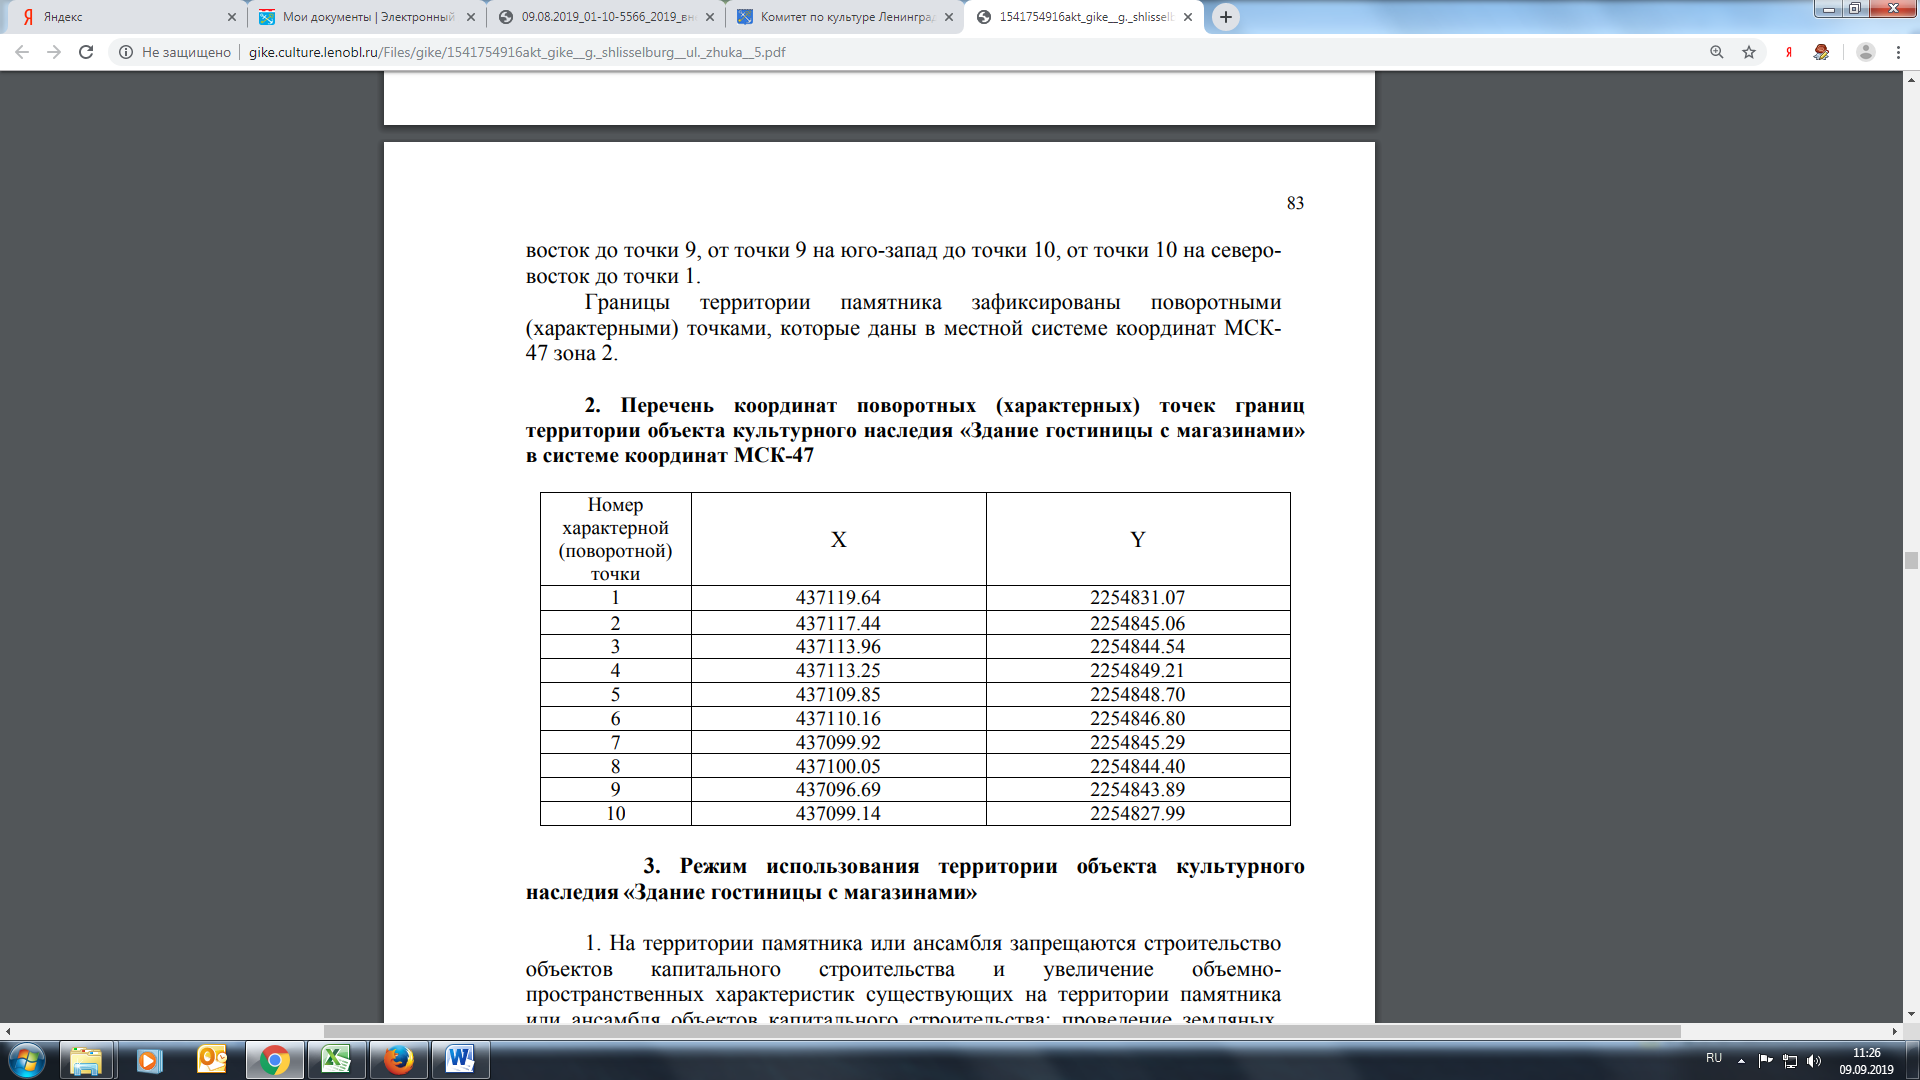 Яндекс
Мои документы | Электронный
09.08.2019_01-10-5566_2019_вн
Комитет по культуре Ленинград
1541754916akt_gike__g._shlisselb
Не защищено
gike.culture.lenobl.ru/Files/gike/1541754916akt_gike__g._shlisselburg__ul._zhuka__5.pdf
83
восток до точки 9, от точки 9 на юго-запад до точки 10, от точки 10 на северо-
восток до точки 1.
Границы территории памятника зафиксированы поворотными
(характерными) точками, которые даны в местной системе координат МСК-
47 зона 2.
2. Перечень координат поворотных (характерных) точек границ
территории объекта культурного наследия «Здание гостиницы с магазинами»
в системе координат МСК-47
Номер
характерной
(поворотной)
точки
X
Y
1 437119.64 2254831.07
2 437117.44 2254845.06
3 437113.96 2254844.54
4 437113.25 2254849.21
5 437109.85 2254848.70
6 437110.16 2254846.80
7 437099.92 2254845.29
8 437100.05 2254844.40
9 437096.69 2254843.89
10 437099.14 2254827.99
3. Режим использования территории объекта культурного
наследия «Здание гостиницы с магазинами»
1. На территории памятника или ансамбля запрещаются строительство
объектов капитального строительства и увеличение объемно-
пространственных характеристик существующих на территории памятника
или ансамбля объектов капитального строительства; проведение земляных,
RU
11:26
09.09.2019